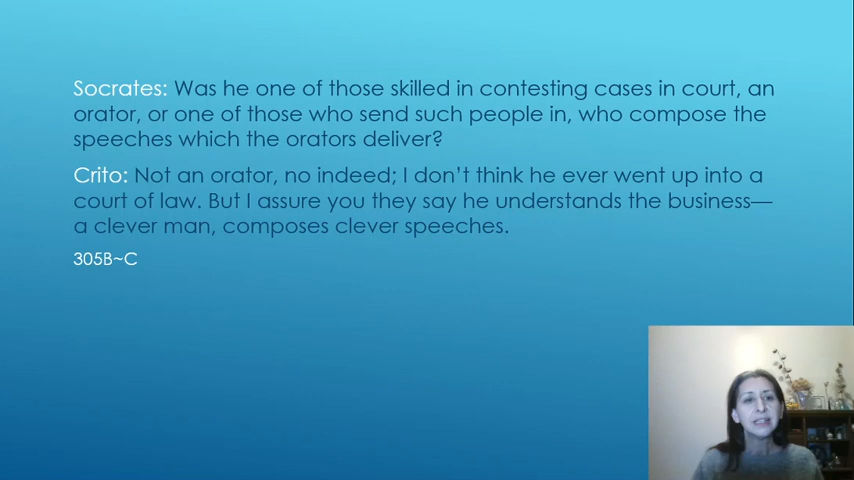 Socrates: Was he one of those skilled in contesting cases in court, an
orator, or one of those who send such people in, who compose the
speeches which the orators deliver?
Crito: Not an orator, no indeed; I don't think he ever went up into a
court of law. But I assure you they say he understands the business—
a clever man, composes clever speeches.
305B~C